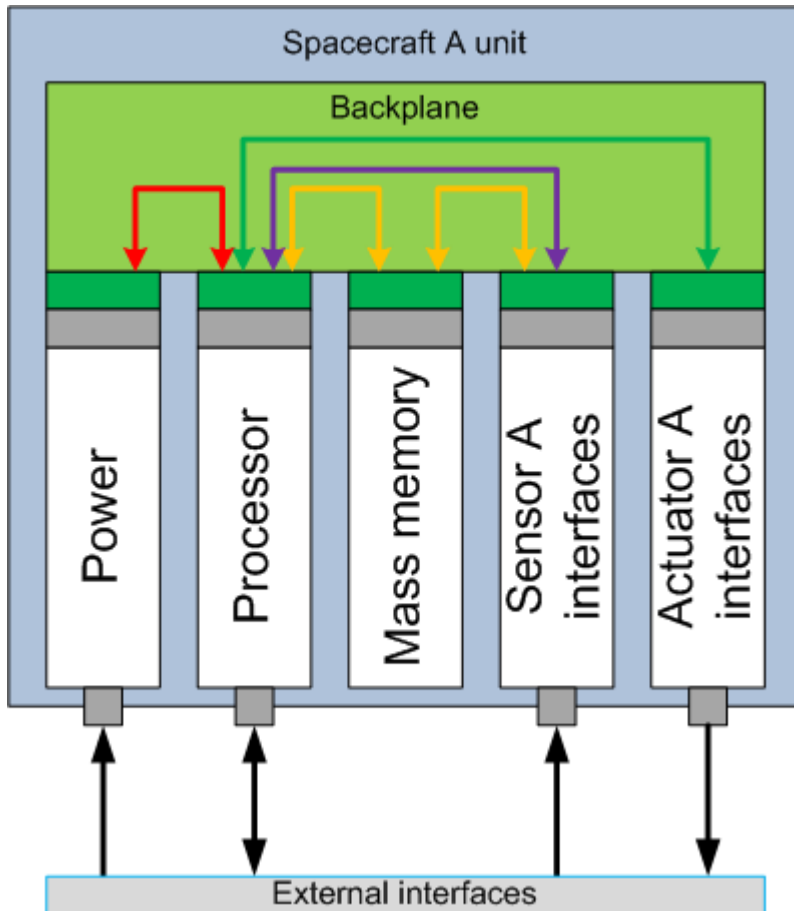 Spacecraft A unit
Backplane
Power
Processor
Mass memory
Sensor A
interfaces
Actuator A
interfaces
External interfaces